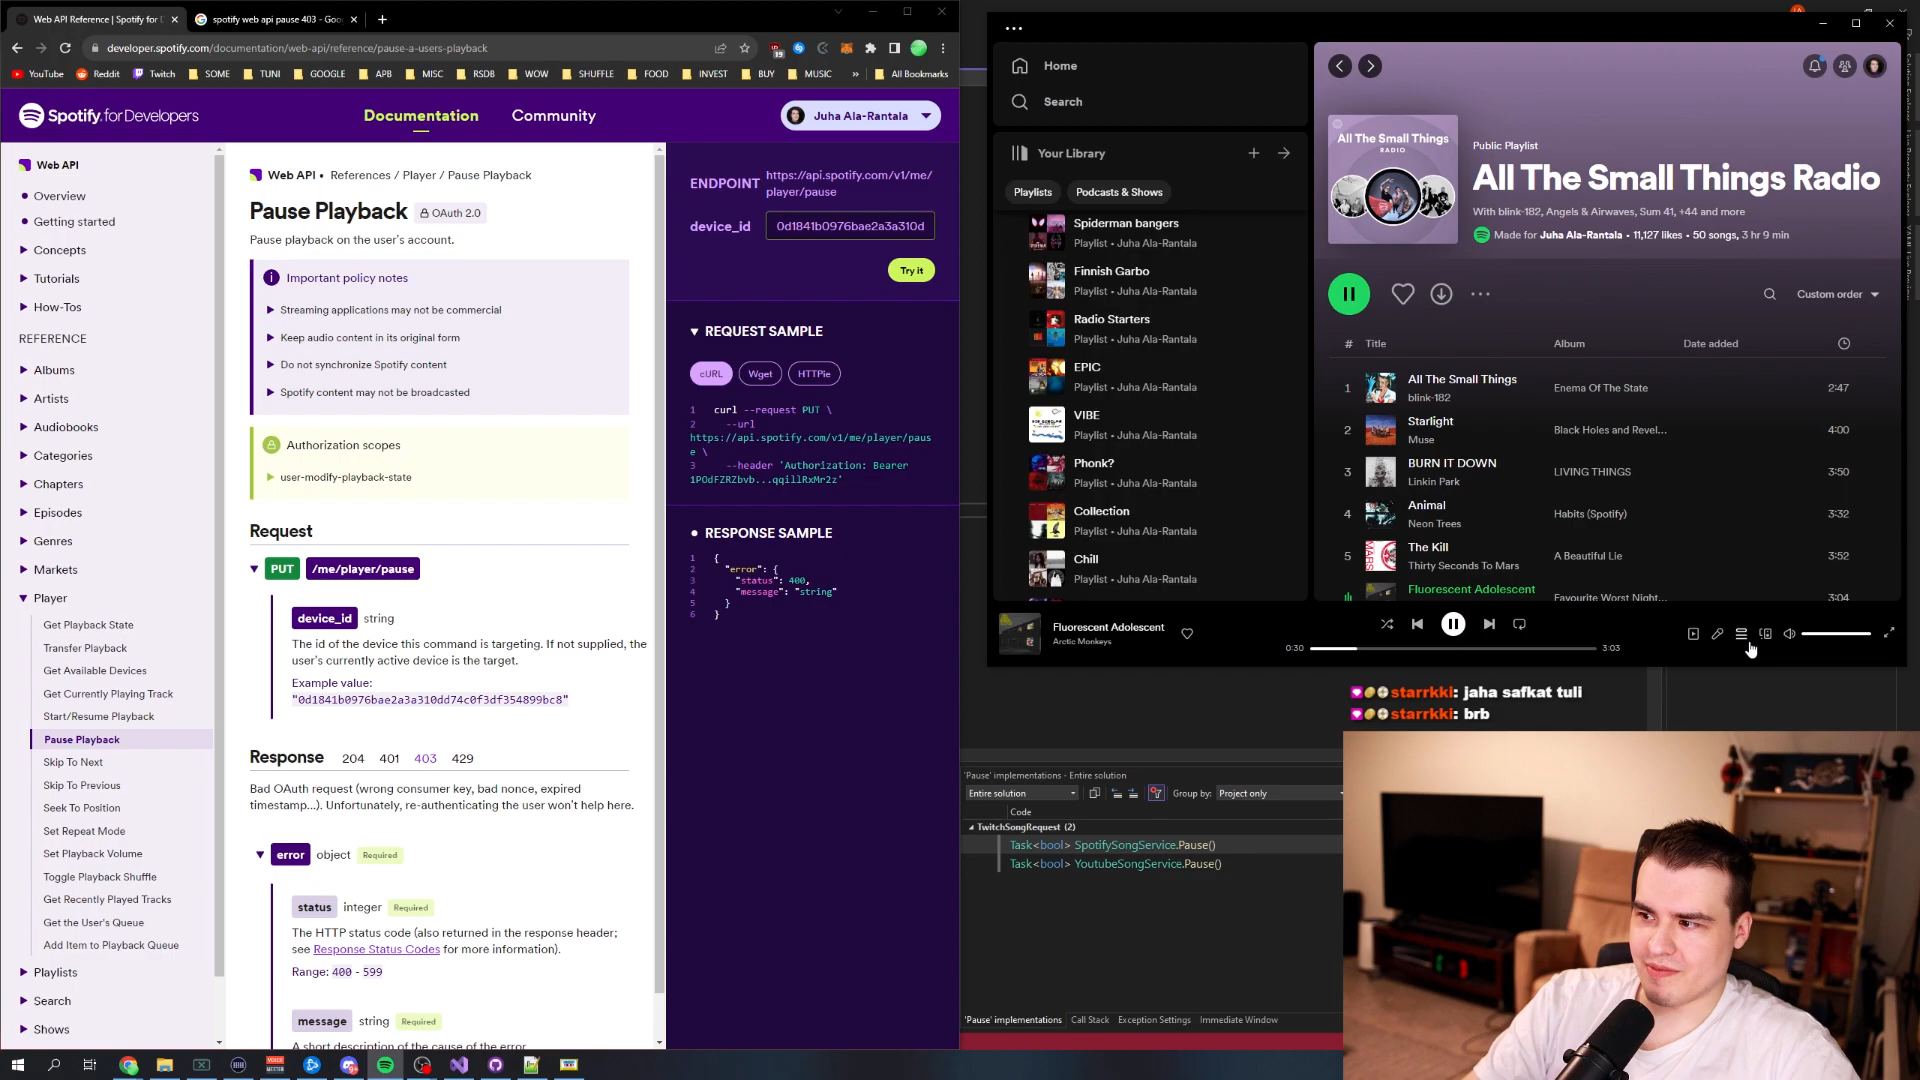 Web API Reference | Spotify for D
spotify web api pause 403 - Goo
developer.spotify.com/documentation/web-api/reference/pause-a-users-playback
19
YouTube
Reddit
Twitch
SOME
TUNI
GOOGLE
APB
MISC
RSDB
WOW
SHUFFLE
FOOD
INVEST
BUY
MUSIC
»
All Bookmarks
Spotify for Developers
Documentation
Community
Juha Ala-Rantala
Web API
Overview
Getting started
Concepts
Tutorials
How-Tos
REFERENCE
Albums
Artists
Audiobooks
Categories
Chapters
Episodes
Genres
Markets
Player
Get Playback State
Transfer Playback
Get Available Devices
Get Currently Playing Track
Start/Resume Playback
Pause Playback
Skip To Next
Skip To Previous
Seek To Position
Set Repeat Mode
Set Playback Volume
Toggle Playback Shuffle
Get Recently Played Tracks
Get the User's Queue
Add Item to Playback Queue
Playlists
Search
Shows
Web API • References / Player / Pause Playback
Pause Playback
OAuth 2.0
Pause playback on the user's account.
Important policy notes
Streaming applications may not be commercial
Keep audio content in its original form
Do not synchronize Spotify content
Spotify content may not be broadcasted
Authorization scopes
user-modify-playback-state
Request
PUT /me/player/pause
device_id string
The id of the device this command is targeting. If not supplied, the
user's currently active device is the target.
Example value:
"0d1841b0976bae2a3a310dd74c0f3df354899bc8"
Response 204 401 403 429
Bad OAuth request (wrong consumer key, bad nonce, expired
timestamp...). Unfortunately, re-authenticating the user won't help here.
error object Required
status integer Required
The HTTP status code (also returned in the response header;
see Response Status Codes for more information).
Range: 400 - 599
message string Required
A short description of the cause of the error.
ENDPOINT
https://api.spotify.com/v1/me/
player/pause
device_id
0d1841b0976bae2a3a310d
Try it
REQUEST SAMPLE
cURL
Wget
HTTPie
1 curl --request PUT \
2 --url
https://api.spotify.com/v1/me/player/paus
e \
3 --header 'Authorization: Bearer
1POdFZRZbvb...qqillRxMr2z'
RESPONSE SAMPLE
1 {
2 "error": {
3 "status": 400,
4 "message": "string"
5 }
6 }
Home
Search
Your Library
Playlists
Podcasts & Shows
Spiderman bangers
Playlist • Juha Ala-Rantala
Finnish Garbo
Playlist • Juha Ala-Rantala
Radio Starters
Playlist • Juha Ala-Rantala
EPIC
Playlist • Juha Ala-Rantala
VIBE
Playlist • Juha Ala-Rantala
Phonk?
Playlist • Juha Ala-Rantala
Collection
Playlist • Juha Ala-Rantala
Chill
Playlist • Juha Ala-Rantala
All The Small Things
RADIO
Public Playlist
All The Small Things Radio
With blink-182, Angels & Airwaves, Sum 41, +44 and more
Made for Juha Ala-Rantala • 11,127 likes • 50 songs, 3 hr 9 min
Custom order
# Title Album Date added
1 All The Small Things Enema Of The State 2:47
blink-182
2 Starlight Black Holes and Revel... 4:00
Muse
3 BURN IT DOWN LIVING THINGS 3:50
Linkin Park
4 Animal Habits (Spotify) 3:32
Neon Trees
5 The Kill A Beautiful Lie 3:52
Thirty Seconds To Mars
MARS
Fluorescent Adolescent Favourite Worst Night... 3:04
Fluorescent Adolescent
Arctic Monkeys
0:30
3:03
starrkki: jaha safkat tuli
starrkki: brb
'Pause' implementations - Entire solution
Entire solution
Group by: Project only
Code
TwitchSongRequest (2)
Task<bool> SpotifySongService.Pause()
Task<bool> YoutubeSongService.Pause()
'Pause' implementations
Call Stack
Exception Settings
Immediate Window